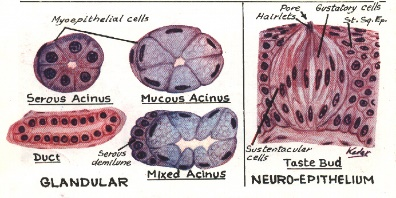 Myoepithelial cells
Serous Acinus
Mucous Acinus
Duct
Serous
demilune
Mixed Acinus
GLANDULAR
Pore
Hairlets
Gustatory cells
St. Sq. Ep.
Sustentacular
cells
Taste Bud
NEURO-EPITHELIUM